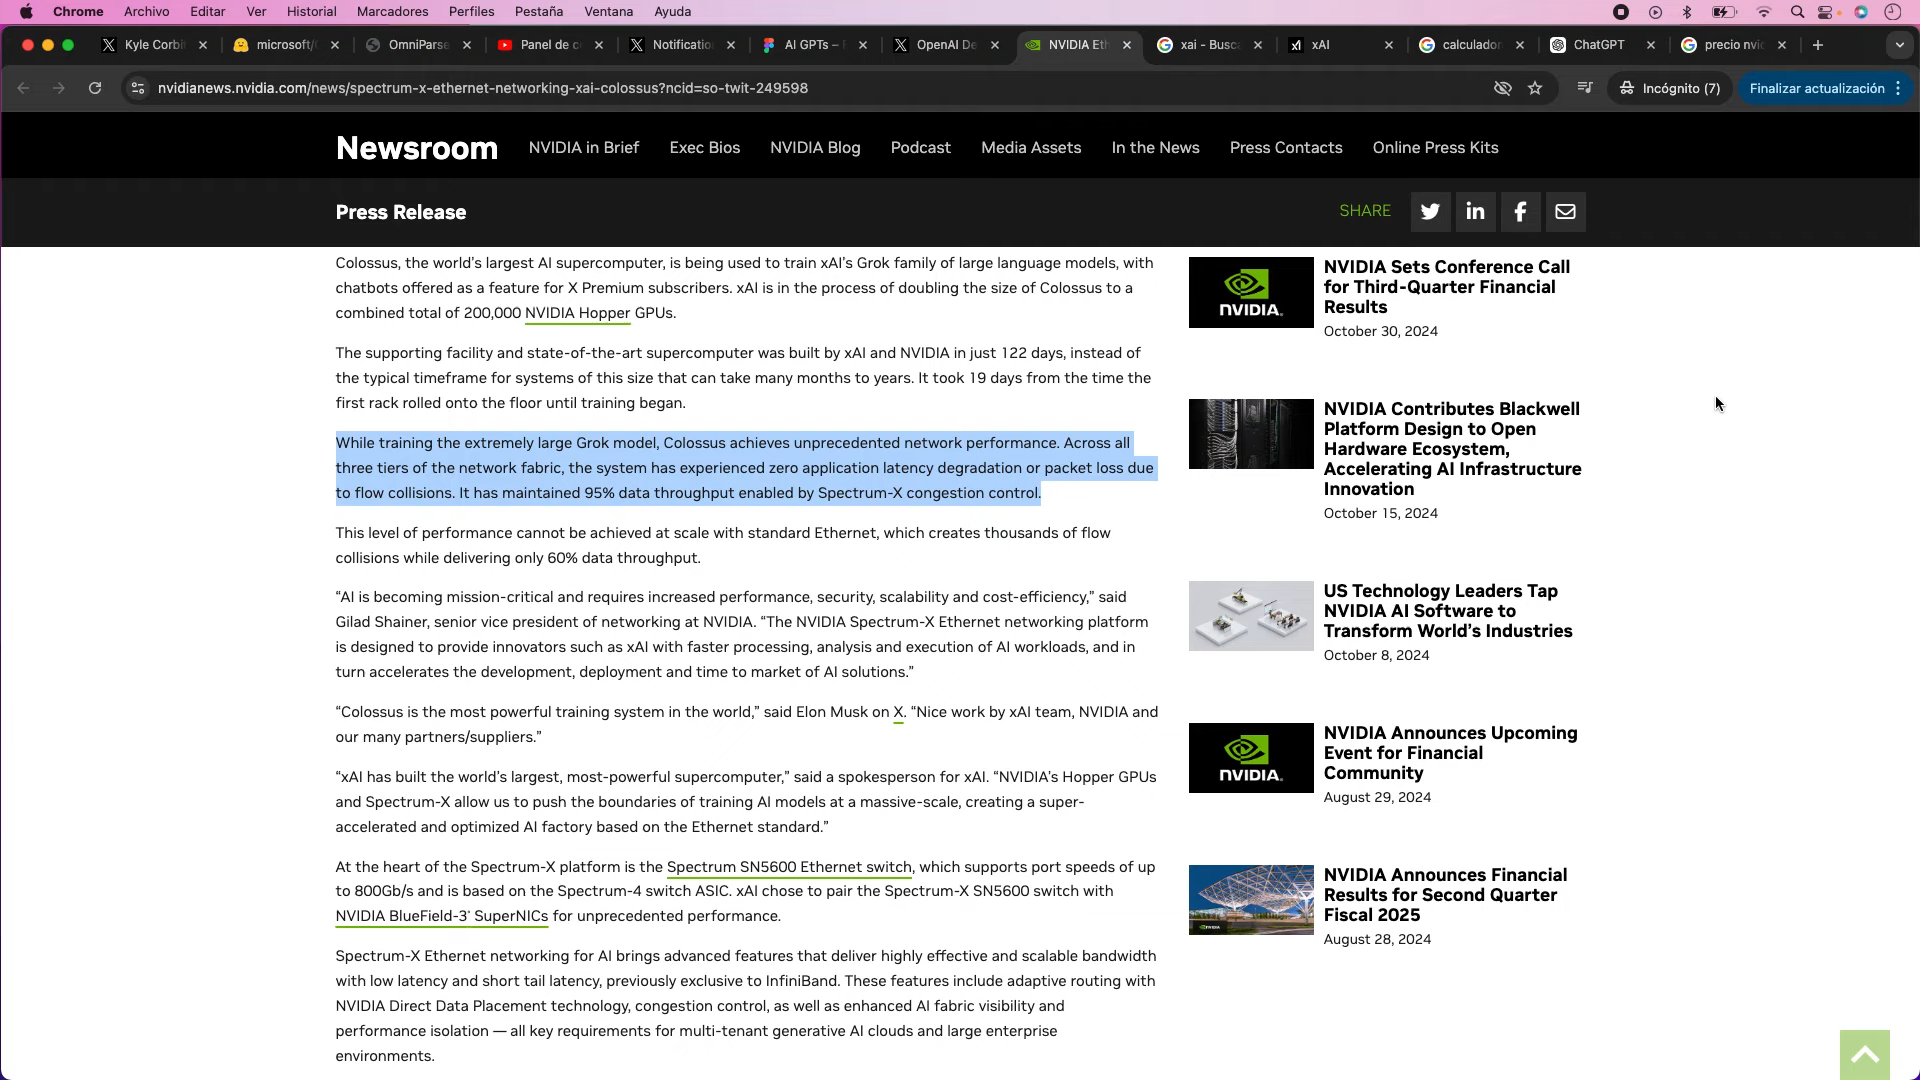 Chrome Archivo Editar Ver Historial Marcadores Perfiles Pestaña Ventana Ayuda
Kyle Corbi microsoft/ OmniParse Panel de Notificatio AI GPTs – OpenAI De NVIDIA Eth xai - Busc xAI calculador ChatGPT precio nvi
nvidianews.nvidia.com/news/spectrum-x-ethernet-networking-xai-colossus?ncid=so-twit-249598 Incógnito (7) Finalizar actualización
Newsroom NVIDIA in Brief Exec Bios NVIDIA Blog Podcast Media Assets In the News Press Contacts Online Press Kits
Press Release SHARE
Colossus, the world’s largest AI supercomputer, is being used to train xAI’s Grok family of large language models, with
chatbots offered as a feature for X Premium subscribers. xAI is in the process of doubling the size of Colossus to a
combined total of 200,000 NVIDIA Hopper GPUs.
The supporting facility and state-of-the-art supercomputer was built by xAI and NVIDIA in just 122 days, instead of
the typical timeframe for systems of this size that can take many months to years. It took 19 days from the time the
first rack rolled onto the floor until training began.
While training the extremely large Grok model, Colossus achieves unprecedented network performance. Across all
three tiers of the network fabric, the system has experienced zero application latency degradation or packet loss due
to flow collisions. It has maintained 95% data throughput enabled by Spectrum-X congestion control.
This level of performance cannot be achieved at scale with standard Ethernet, which creates thousands of flow
collisions while delivering only 60% data throughput.
“AI is becoming mission-critical and requires increased performance, security, scalability and cost-efficiency,” said
Gilad Shainer, senior vice president of networking at NVIDIA. “The NVIDIA Spectrum-X Ethernet networking platform
is designed to provide innovators such as xAI with faster processing, analysis and execution of AI workloads, and in
turn accelerates the development, deployment and time to market of AI solutions.”
“Colossus is the most powerful training system in the world,” said Elon Musk on X. “Nice work by xAI team, NVIDIA and
our many partners/suppliers.”
“xAI has built the world’s largest, most-powerful supercomputer,” said a spokesperson for xAI. “NVIDIA’s Hopper GPUs
and Spectrum-X allow us to push the boundaries of training AI models at a massive-scale, creating a super-
accelerated and optimized AI factory based on the Ethernet standard.”
At the heart of the Spectrum-X platform is the Spectrum SN5600 Ethernet switch, which supports port speeds of up
to 800Gb/s and is based on the Spectrum-4 switch ASIC. xAI chose to pair the Spectrum-X SN5600 switch with
NVIDIA BlueField-3® SuperNICs for unprecedented performance.
Spectrum-X Ethernet networking for AI brings advanced features that deliver highly effective and scalable bandwidth
with low latency and short tail latency, previously exclusive to InfiniBand. These features include adaptive routing with
NVIDIA Direct Data Placement technology, congestion control, as well as enhanced AI fabric visibility and
performance isolation — all key requirements for multi-tenant generative AI clouds and large enterprise
environments.
NVIDIA.
NVIDIA Sets Conference Call
for Third-Quarter Financial
Results
October 30, 2024
NVIDIA Contributes Blackwell
Platform Design to Open
Hardware Ecosystem,
Accelerating AI Infrastructure
Innovation
October 15, 2024
US Technology Leaders Tap
NVIDIA AI Software to
Transform World’s Industries
October 8, 2024
NVIDIA.
NVIDIA Announces Upcoming
Event for Financial
Community
August 29, 2024
NVIDIA Announces Financial
Results for Second Quarter
Fiscal 2025
August 28, 2024